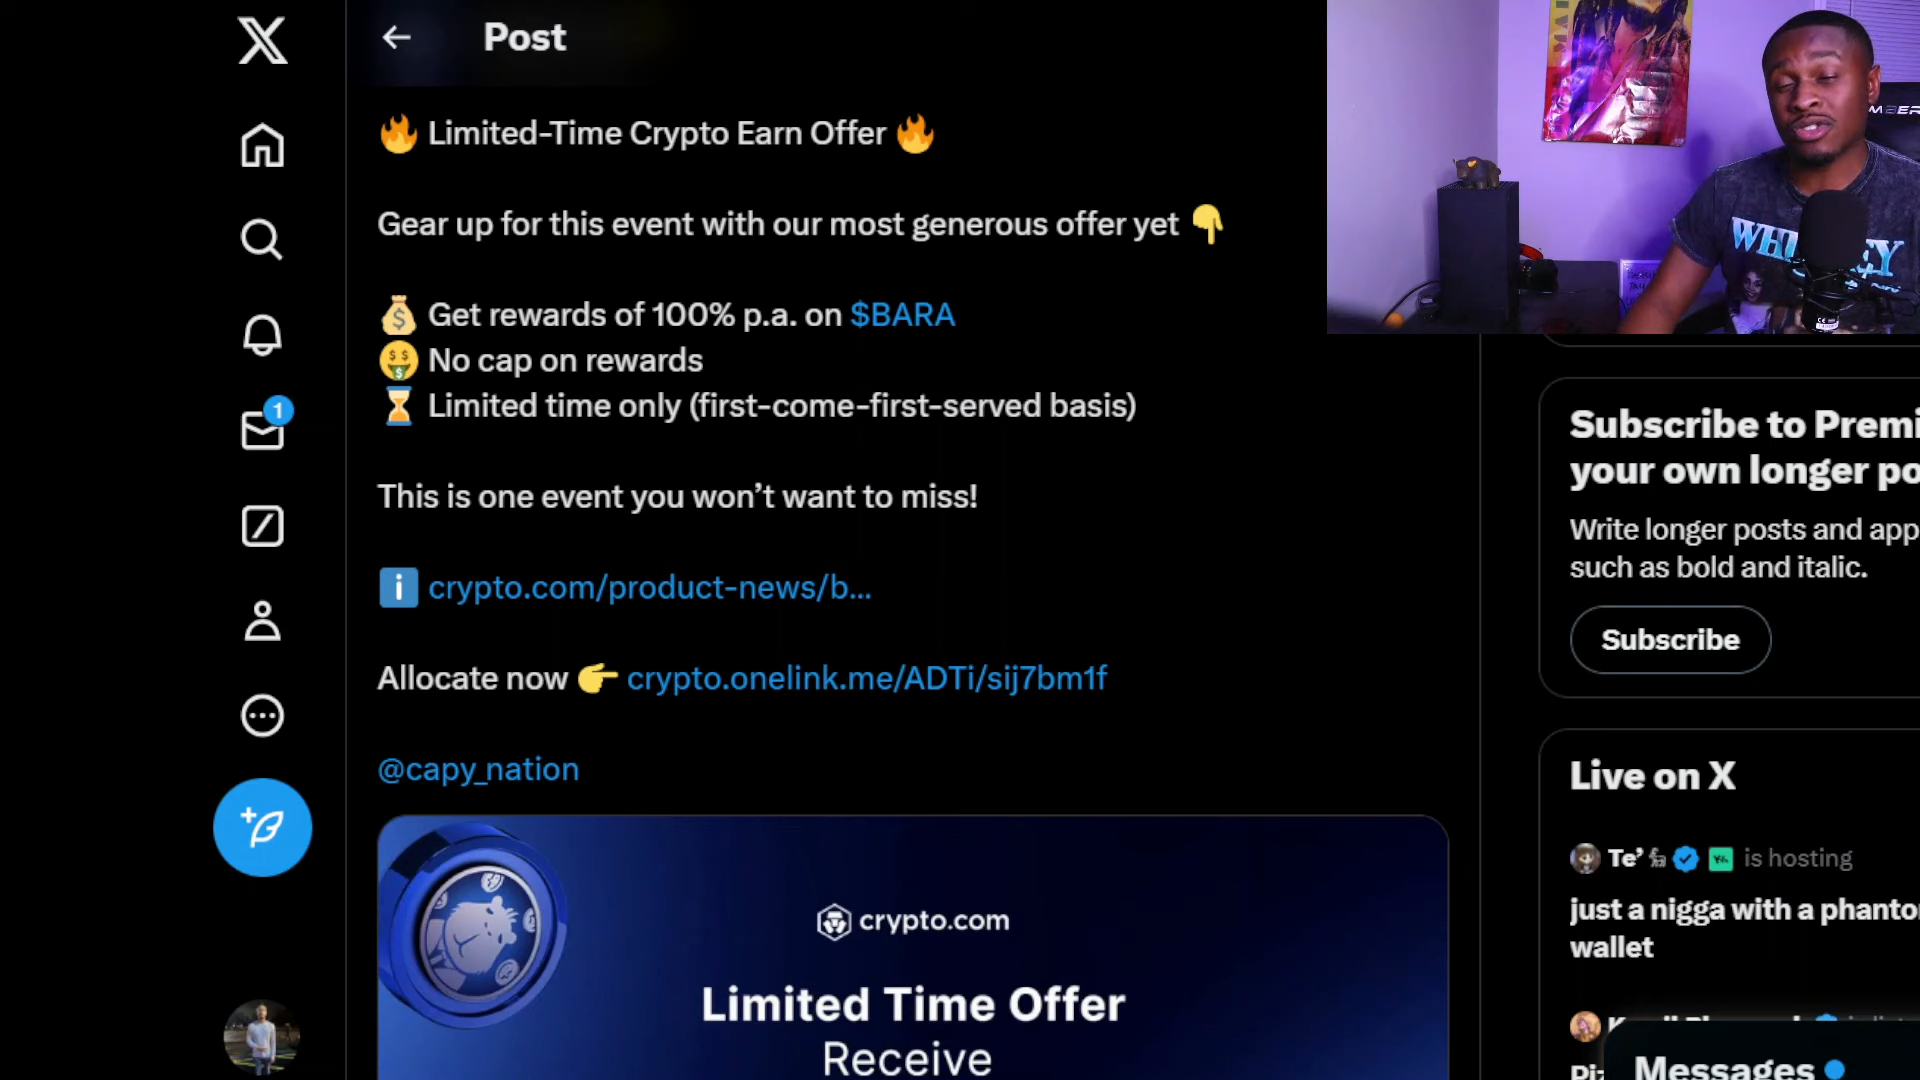 Post
🔥 Limited-Time Crypto Earn Offer 🔥
Gear up for this event with our most generous offer yet 👇
💰 Get rewards of 100% p.a. on $BARA
🤑 No cap on rewards
⏳ Limited time only (first-come-first-served basis)
This is one event you won’t want to miss!
ℹ️ crypto.com/product-news/b…
Allocate now 👉 crypto.onelink.me/ADTi/sij7bm1f
@capy_nation
crypto.com
Limited Time Offer
Receive
1
Subscribe to Premi
your own longer po
Write longer posts and app
such as bold and italic.
Subscribe
Live on X
Te’ is hosting
just a nigga with a phanto
wallet
Messages